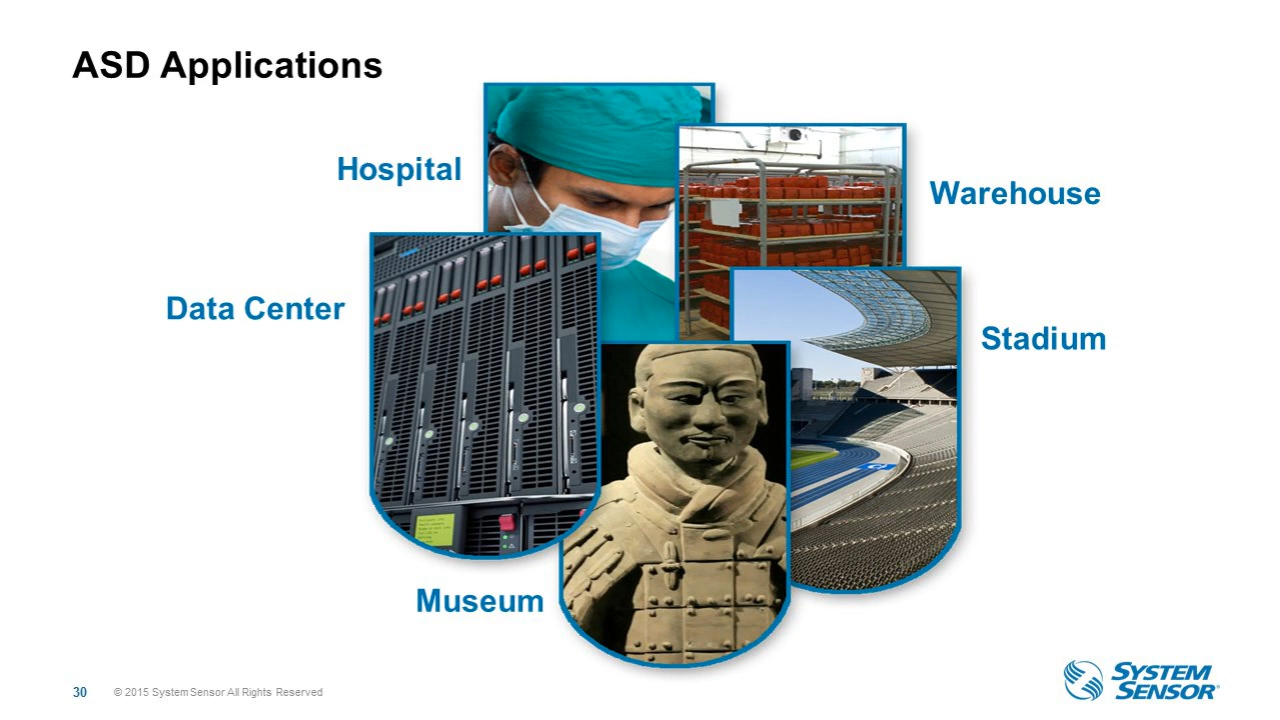 ASD Applications
Hospital
Warehouse
Data Center
Stadium
Museum
30
© 2015 System Sensor All Rights Reserved
SYSTEM
SENSOR®